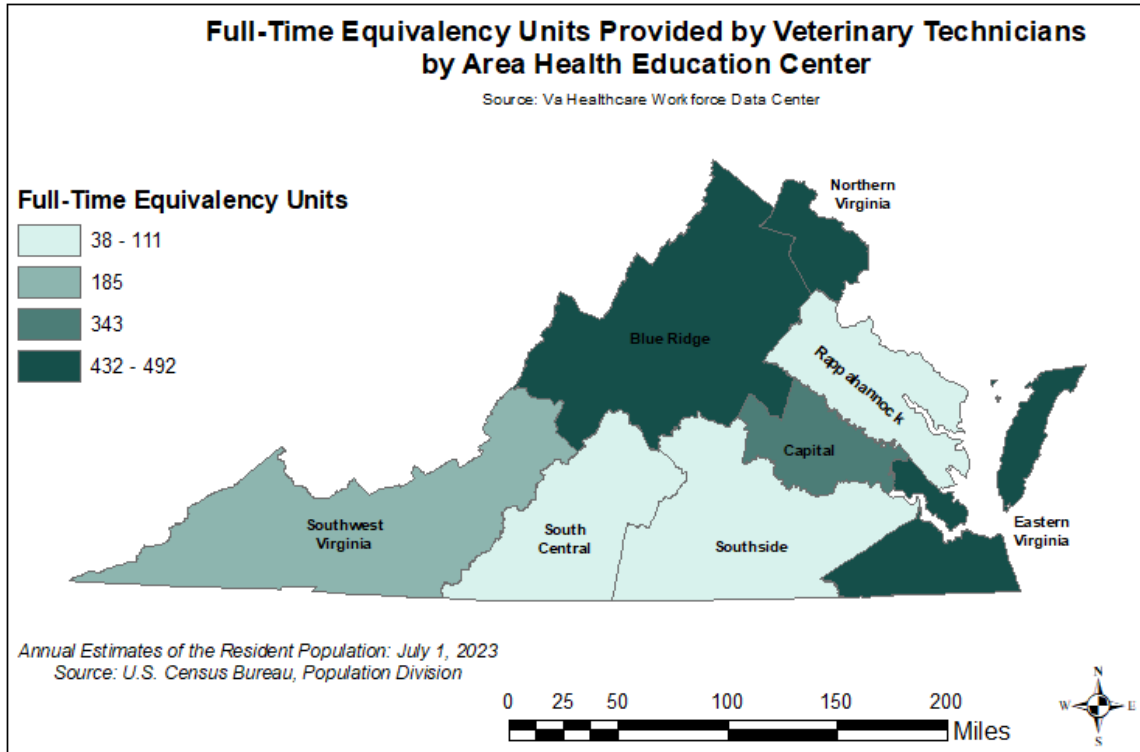 Full-Time Equivalency Units Provided by Veterinary Technicians
by Area Health Education Center
Source: Va Healthcare Workforce Data Center
Full-Time Equivalency Units
38 - 111
185
343
432 - 492
Northern
Virginia
Blue Ridge
Rappahannock
Capital
Southwest
Virginia
South
Central
Southside
Eastern
Virginia
Annual Estimates of the Resident Population: July 1, 2023
Source: U.S. Census Bureau, Population Division
0 25 50 100 150 200
Miles
N
W E
S